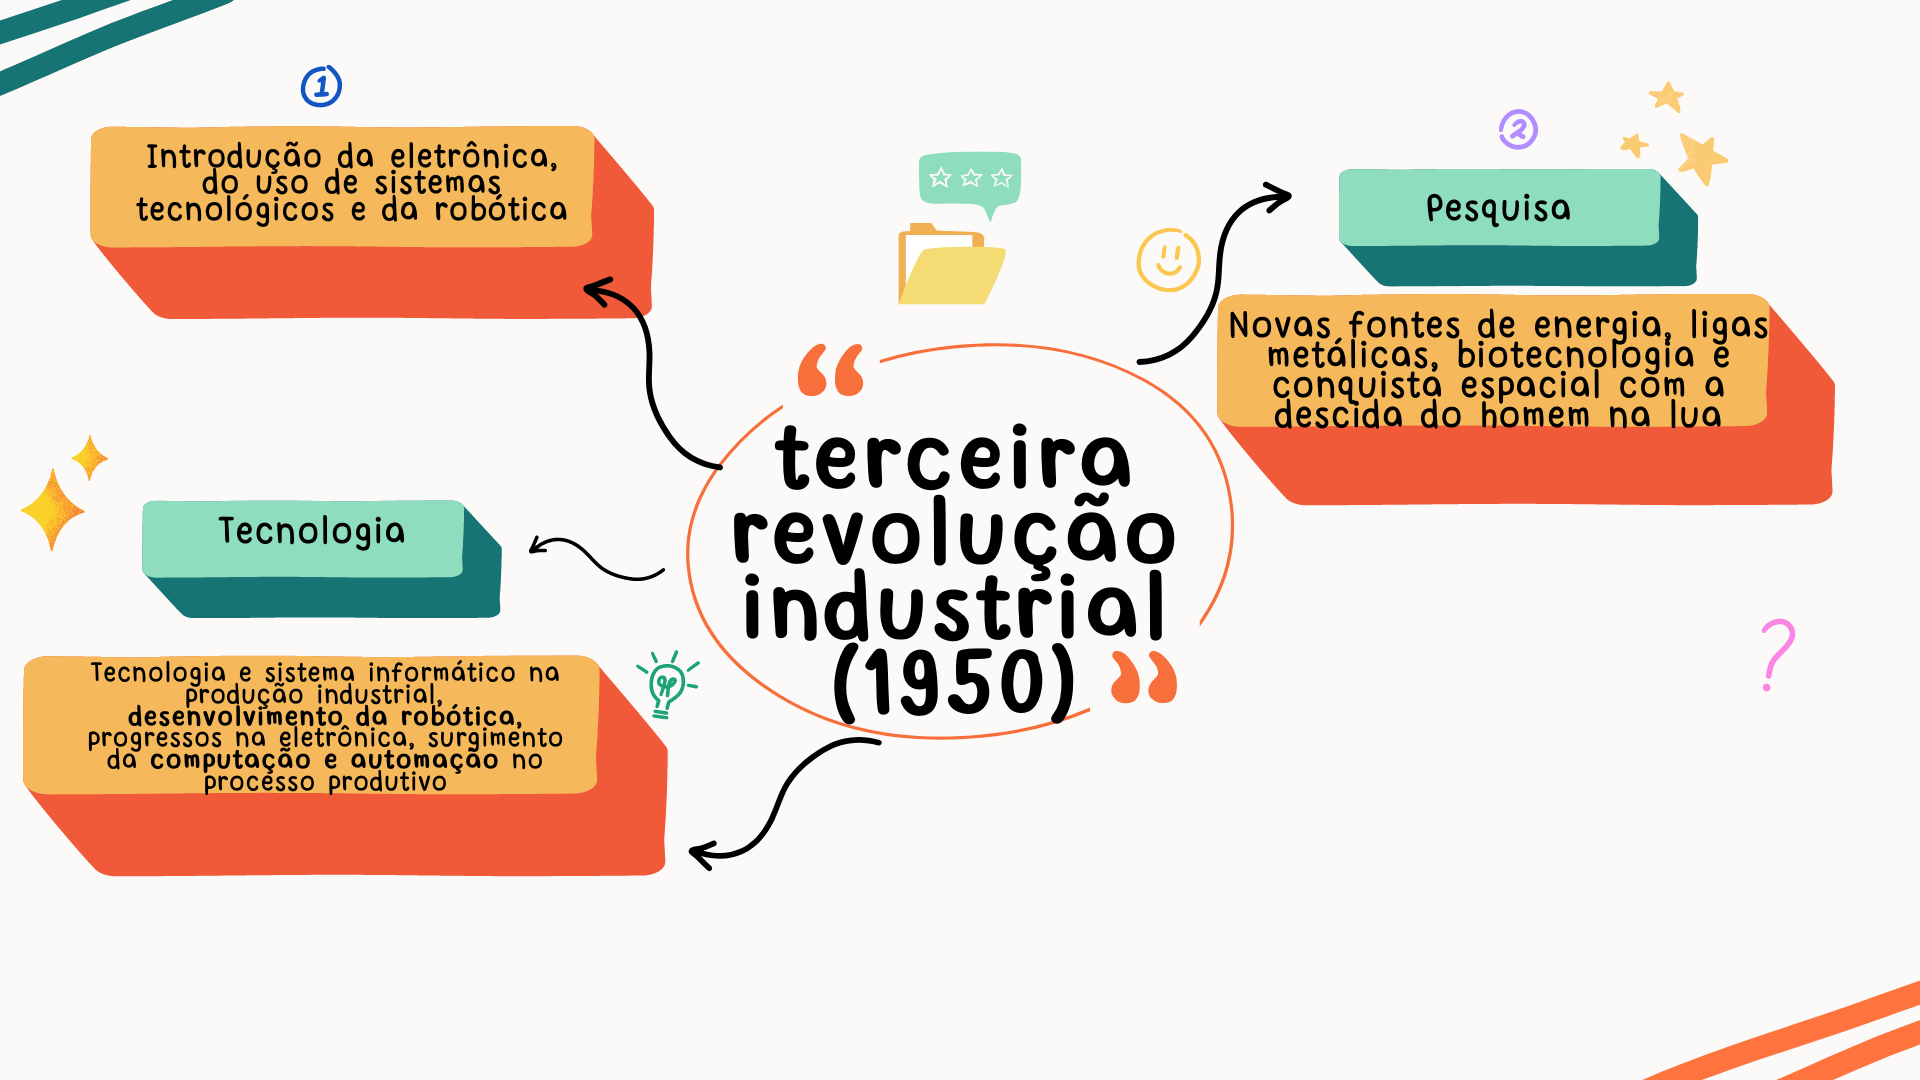 1
Introdução da eletrônica,
do uso de sistemas
tecnológicos e da robótica
2
Pesquisa
Novas fontes de energia, ligas
metálicas, biotecnologia e
conquista espacial com a
descida do homem na lua
“
terceira
revolução
industrial
(1950)
”
Tecnologia
Tecnologia e sistema informático na
produção industrial,
desenvolvimento da robótica,
progressos na eletrônica, surgimento
da computação e automação no
processo produtivo
?